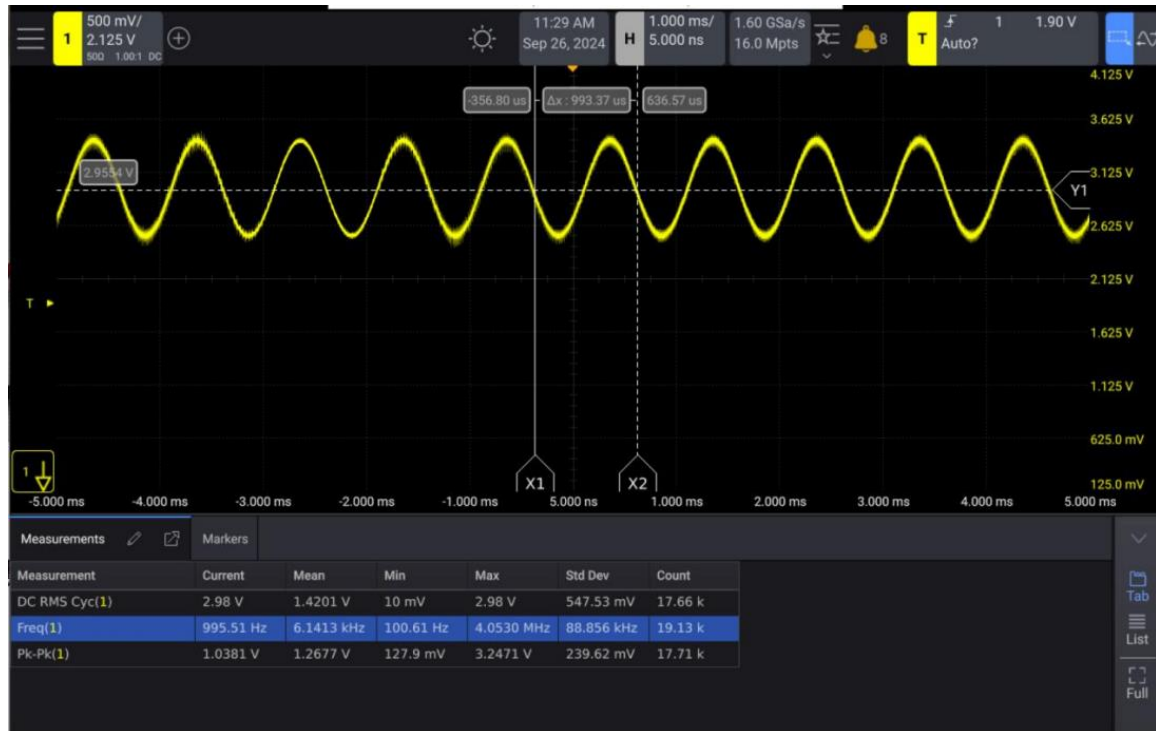 1 500 mV/
2.125 V
50Ω 1.00:1 DC
11:29 AM
Sep 26, 2024
H 1.000 ms/
5.000 ns
1.60 GSa/s
16.0 Mpts
8
T 1 1.90 V
Auto?
4.125 V
-356.80 us Δx : 993.37 us 636.57 us
3.625 V
2.9554 V
3.125 V
Y1
2.625 V
2.125 V
T
1.625 V
1.125 V
625.0 mV
1
X1 X2
125.0 mV
-5.000 ms -4.000 ms -3.000 ms -2.000 ms -1.000 ms 5.000 ns 1.000 ms 2.000 ms 3.000 ms 4.000 ms 5.000 ms
Measurements Markers
Measurement Current Mean Min Max Std Dev Count
DC RMS Cyc(1) 2.98 V 1.4201 V 10 mV 2.98 V 547.53 mV 17.66 k
Freq(1) 995.51 Hz 6.1413 kHz 100.61 Hz 4.0530 MHz 88.856 kHz 19.13 k
Pk-Pk(1) 1.0381 V 1.2677 V 127.9 mV 3.2471 V 239.62 mV 17.71 k
Tab
List
Full